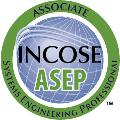 ASSOCIATE
INCOSE
ASEP
SYSTEMS ENGINEERING PROFESSIONAL
™